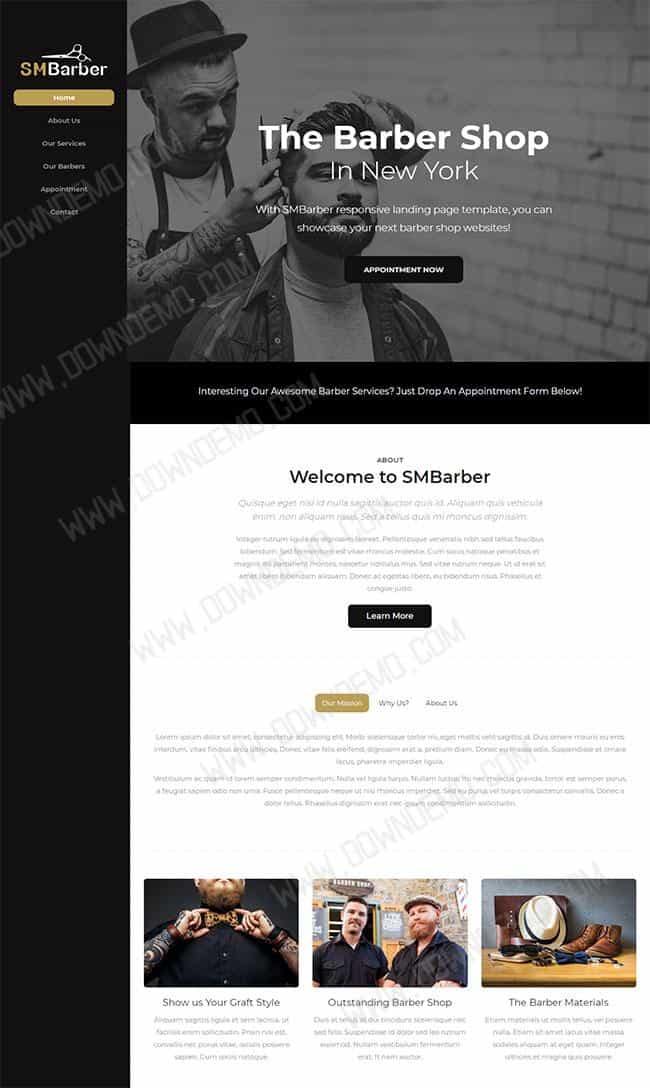 SMBarber
Home
About Us
Our Services
Our Barbers
Appointment
Contact
The Barber Shop
In New York
With SMBarber responsive landing page template, you can
showcase your next barber shop websites!
APPOINTMENT NOW
Interesting Our Awesome Barber Services? Just Drop An Appointment Form Below!
ABOUT
Welcome to SMBarber
Quisque eget nisi id nulla sagittis auctor quis id. Aliquam quis vehicula
enim, non aliquam risus. Sed a tellus quis mi rhoncus dignissim.
Integer rutrum ligula eu dignissim laoreet. Pellentesque venenatis nibh sed tellus faucibus
bibendum. Sed fermentum est vitae rhoncus molestie. Cum sociis natoque penatibus et
magnis dis parturient montes, nascetur ridiculus mus. Sed vitae rutrum neque. Ut id erat sit
amet libero bibendum aliquam. Donec ac egestas libero, eu bibendum risus. Phasellus et
congue justo.
Learn More
Our Mission
Why Us?
About Us
Lorem ipsum dolor sit amet, consectetur adipiscing elit. Morbi scelerisque tortor mi, eget mattis velit sagittis id. Duis ornare mauris eu eros
interdum, vitae finibus arcu ultricies. Donec vitae felis eleifend, dignissim erat a, pretium diam. Donec eu massa odio. Suspendisse et ornare
lacus, pharetra imperdiet ligula.
Vestibulum ac quam ut lorem semper condimentum. Nulla vel ligula turpis. Nullam luctus mi nec rhoncus gravida, tortor est semper purus,
a feugiat sapien odio non urna. Fusce pellentesque neque ut nisi rhoncus imperdiet. Sed eu purus vel turpis consectetur convallis. Donec a
dolor tellus. Phasellus dignissim erat nec ipsum condimentum sollicitudin.
BARBER SHOP
Show us Your Graft Style
Aliquam sagittis ligula et sem lacinia, ut
facilisis enim sollicitudin. Proin nisi est,
convallis nec purus vitae, iaculis posuere
sapien. Cum sociis natoque.
Outstanding Barber Shop
Duis at tellus at dui tincidunt scelerisque nec
sed felis. Suspendisse id dolor sed leo rutrum
euismod. Nullam vestibulum fermentum
erat. It nam auctor.
The Barber Materials
Etiam materials ut mollis tellus, vel posuere
nulla. Etiam sit amet lacus vitae massa
sodales aliquam at eget quam. Integer
ultricies et magna quis posuere.
WWW.DOWNDEMO.COM